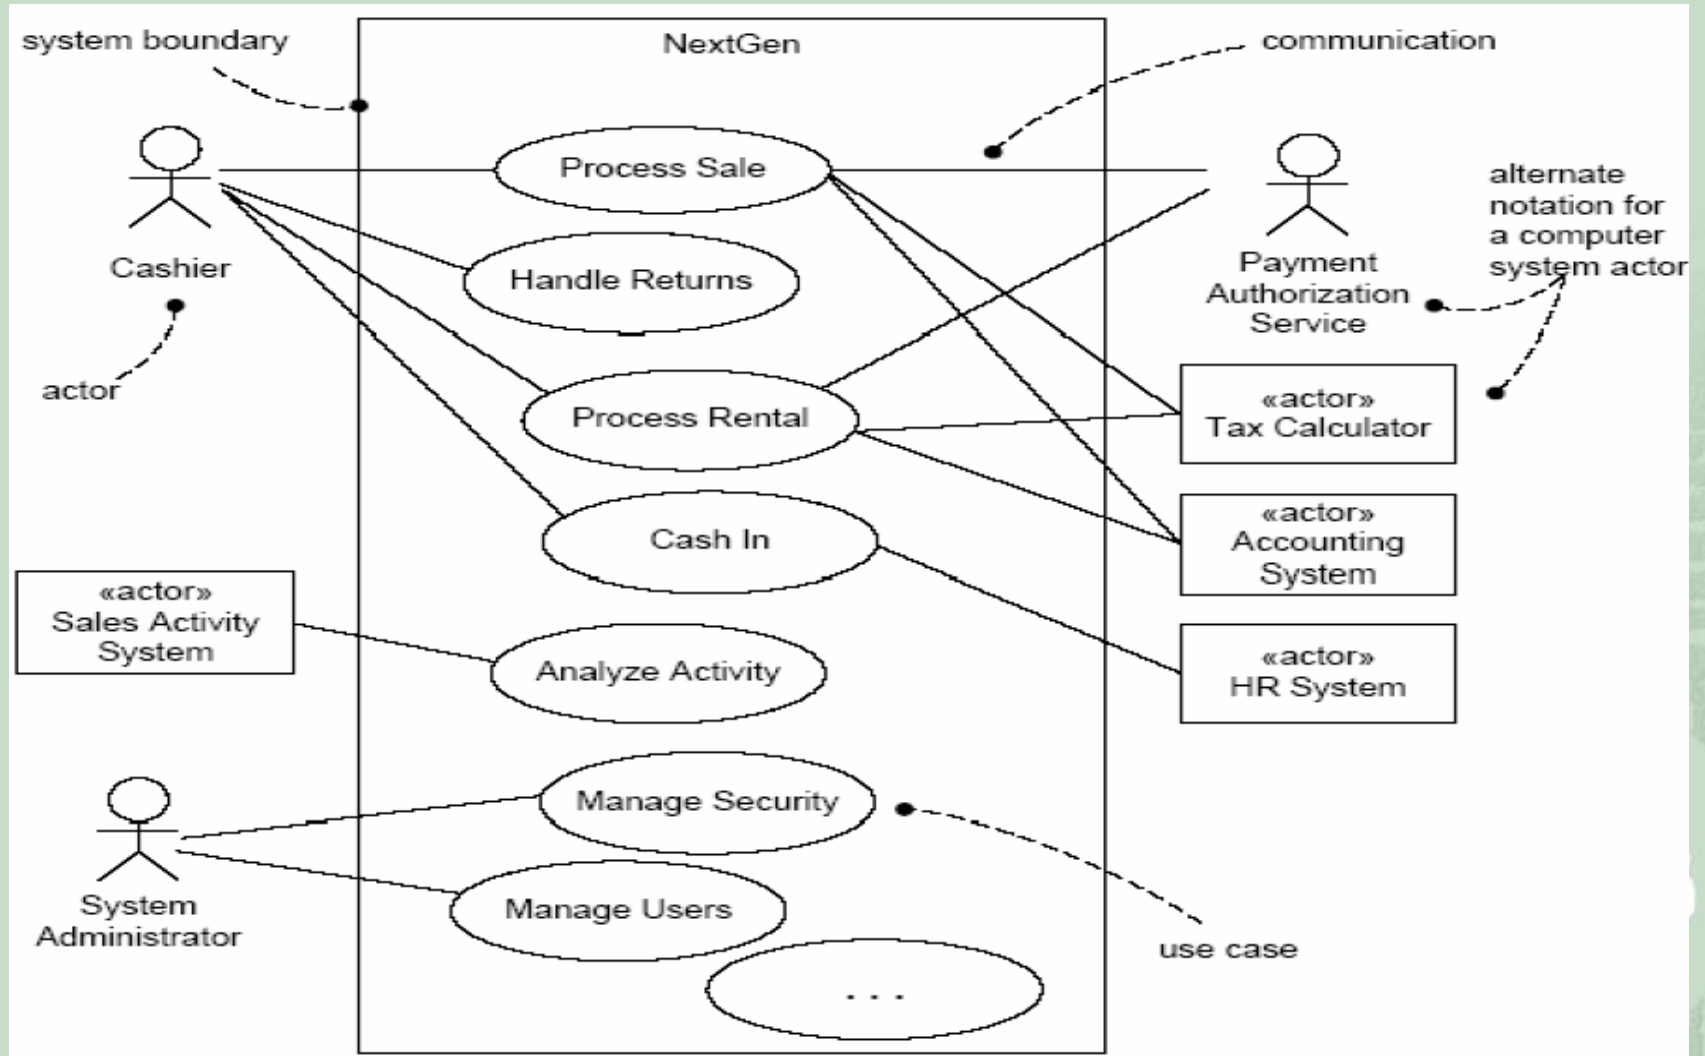 system boundary
NextGen
communication
Process Sale
alternate
notation for
a computer
system actor
Cashier
Handle Returns
Payment
Authorization
Service
actor
Process Rental
«actor»
Tax Calculator
Cash In
«actor»
Accounting
System
«actor»
Sales Activity
System
Analyze Activity
«actor»
HR System
Manage Security
System
Administrator
Manage Users
use case
. . .